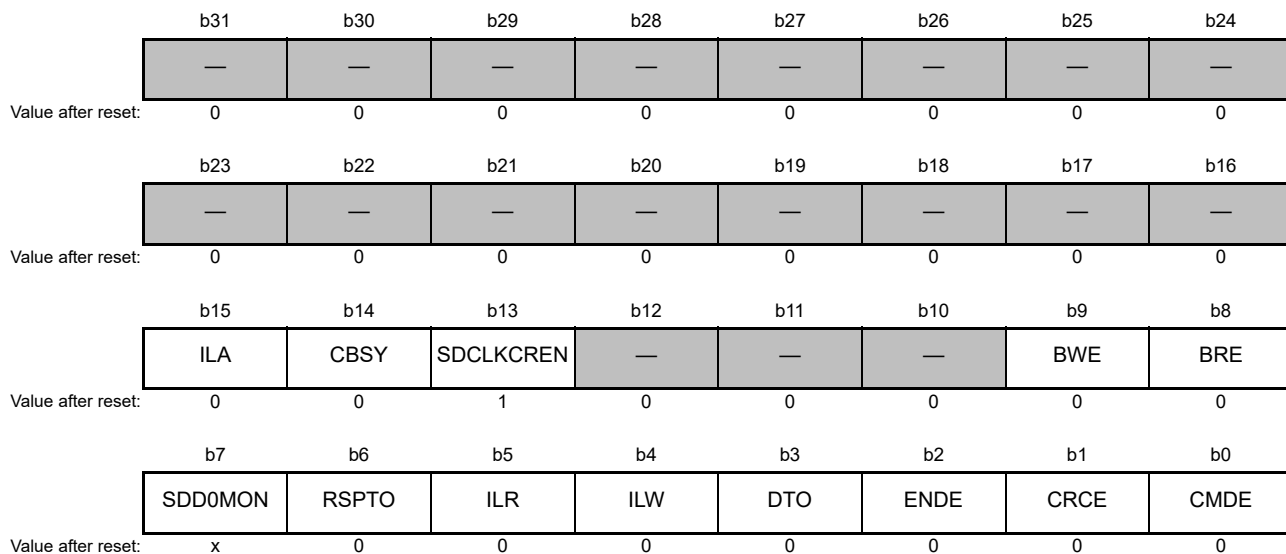 b31 b30 b29 b28 b27 b26 b25 b24
— — — — — — — —
Value after reset: 0 0 0 0 0 0 0 0
b23 b22 b21 b20 b19 b18 b17 b16
— — — — — — — —
Value after reset: 0 0 0 0 0 0 0 0
b15 b14 b13 b12 b11 b10 b9 b8
ILA CBSY SDCLKCREN — — — BWE BRE
Value after reset: 0 0 1 0 0 0 0 0
b7 b6 b5 b4 b3 b2 b1 b0
SDD0MON RSPTO ILR ILW DTO ENDE CRCE CMDE
Value after reset: x 0 0 0 0 0 0 0